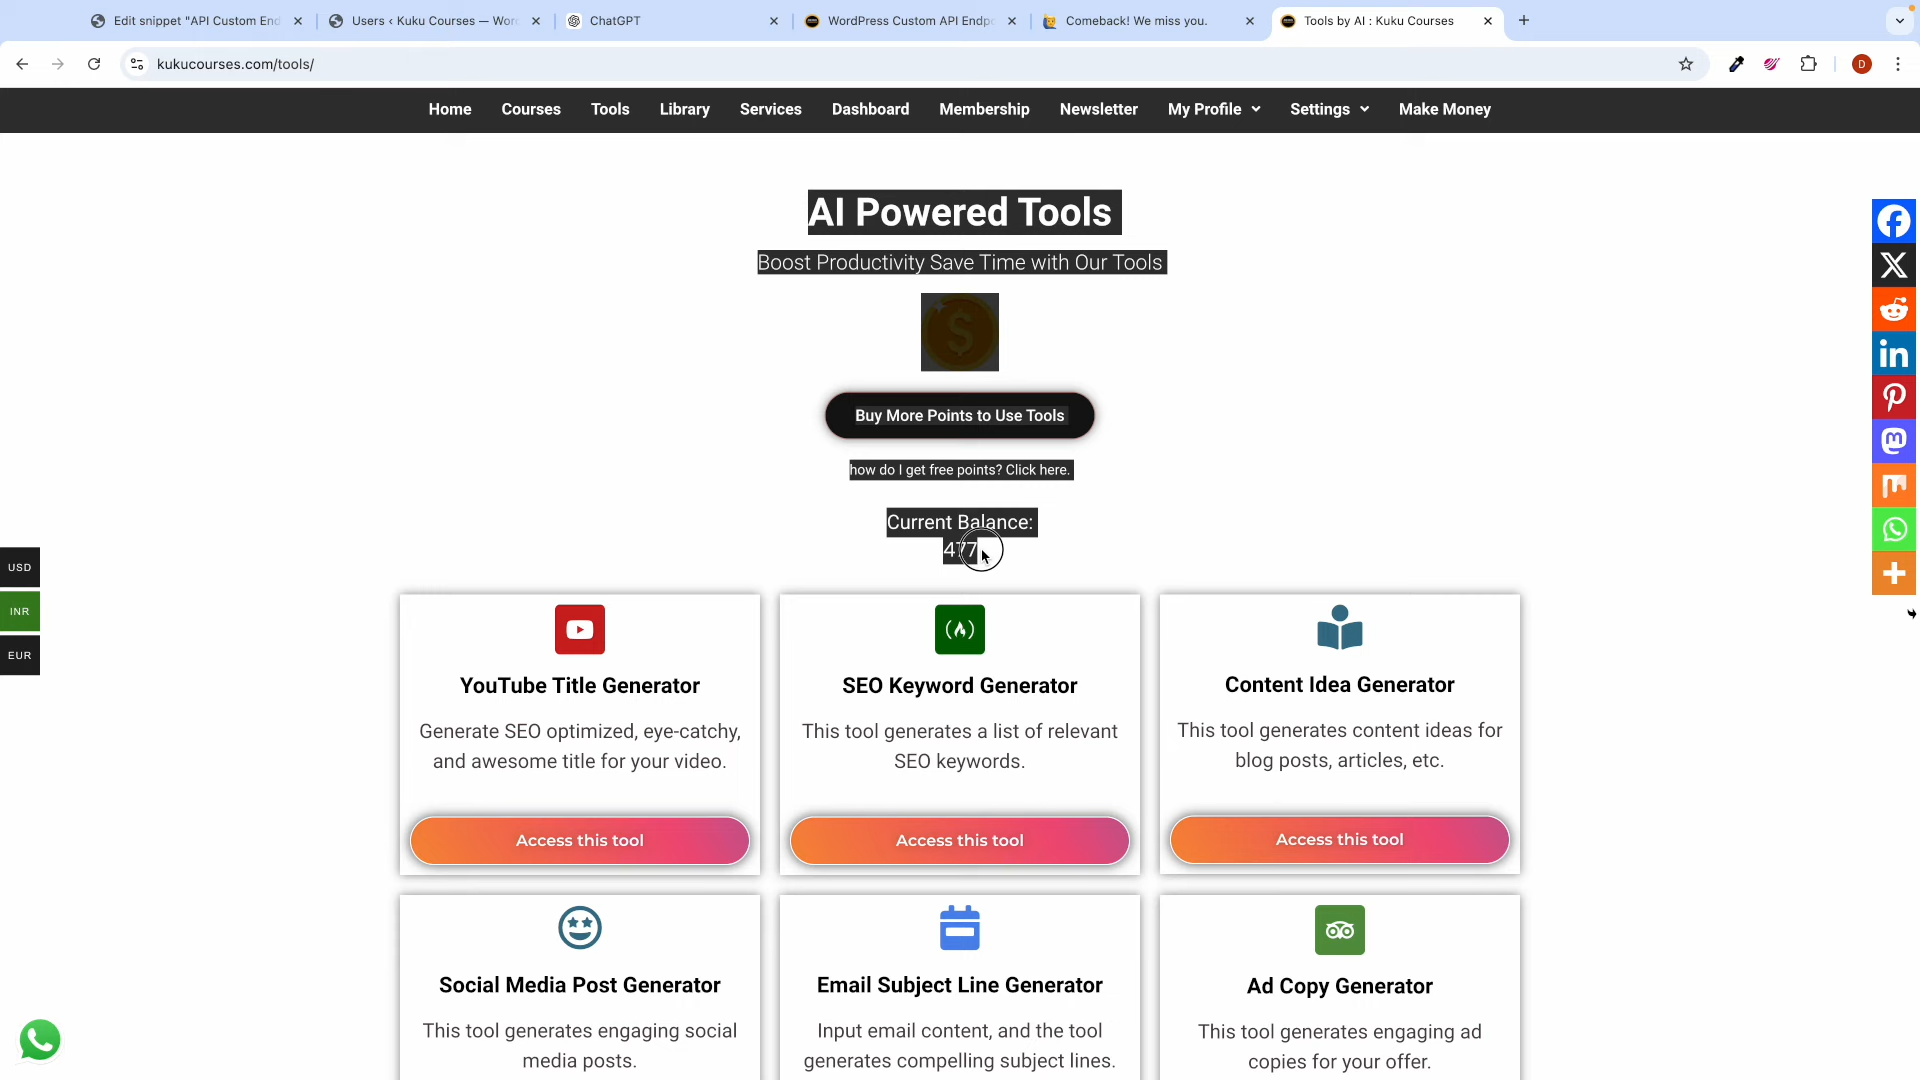 Edit snippet "API Custom End
Users ‹ Kuku Courses — Wor
ChatGPT
WordPress Custom API Endp
Comeback! We miss you.
Tools by AI : Kuku Courses
kukucourses.com/tools/
D
Home
Courses
Tools
Library
Services
Dashboard
Membership
Newsletter
My Profile
Settings
Make Money
AI Powered Tools
Boost Productivity Save Time with Our Tools
Buy More Points to Use Tools
how do I get free points? Click here.
Current Balance:
477
USD
INR
EUR
YouTube Title Generator
Generate SEO optimized, eye-catchy,
and awesome title for your video.
Access this tool
SEO Keyword Generator
This tool generates a list of relevant
SEO keywords.
Access this tool
Content Idea Generator
This tool generates content ideas for
blog posts, articles, etc.
Access this tool
Social Media Post Generator
This tool generates engaging social
media posts.
Email Subject Line Generator
Input email content, and the tool
generates compelling subject lines.
Ad Copy Generator
This tool generates engaging ad
copies for your offer.